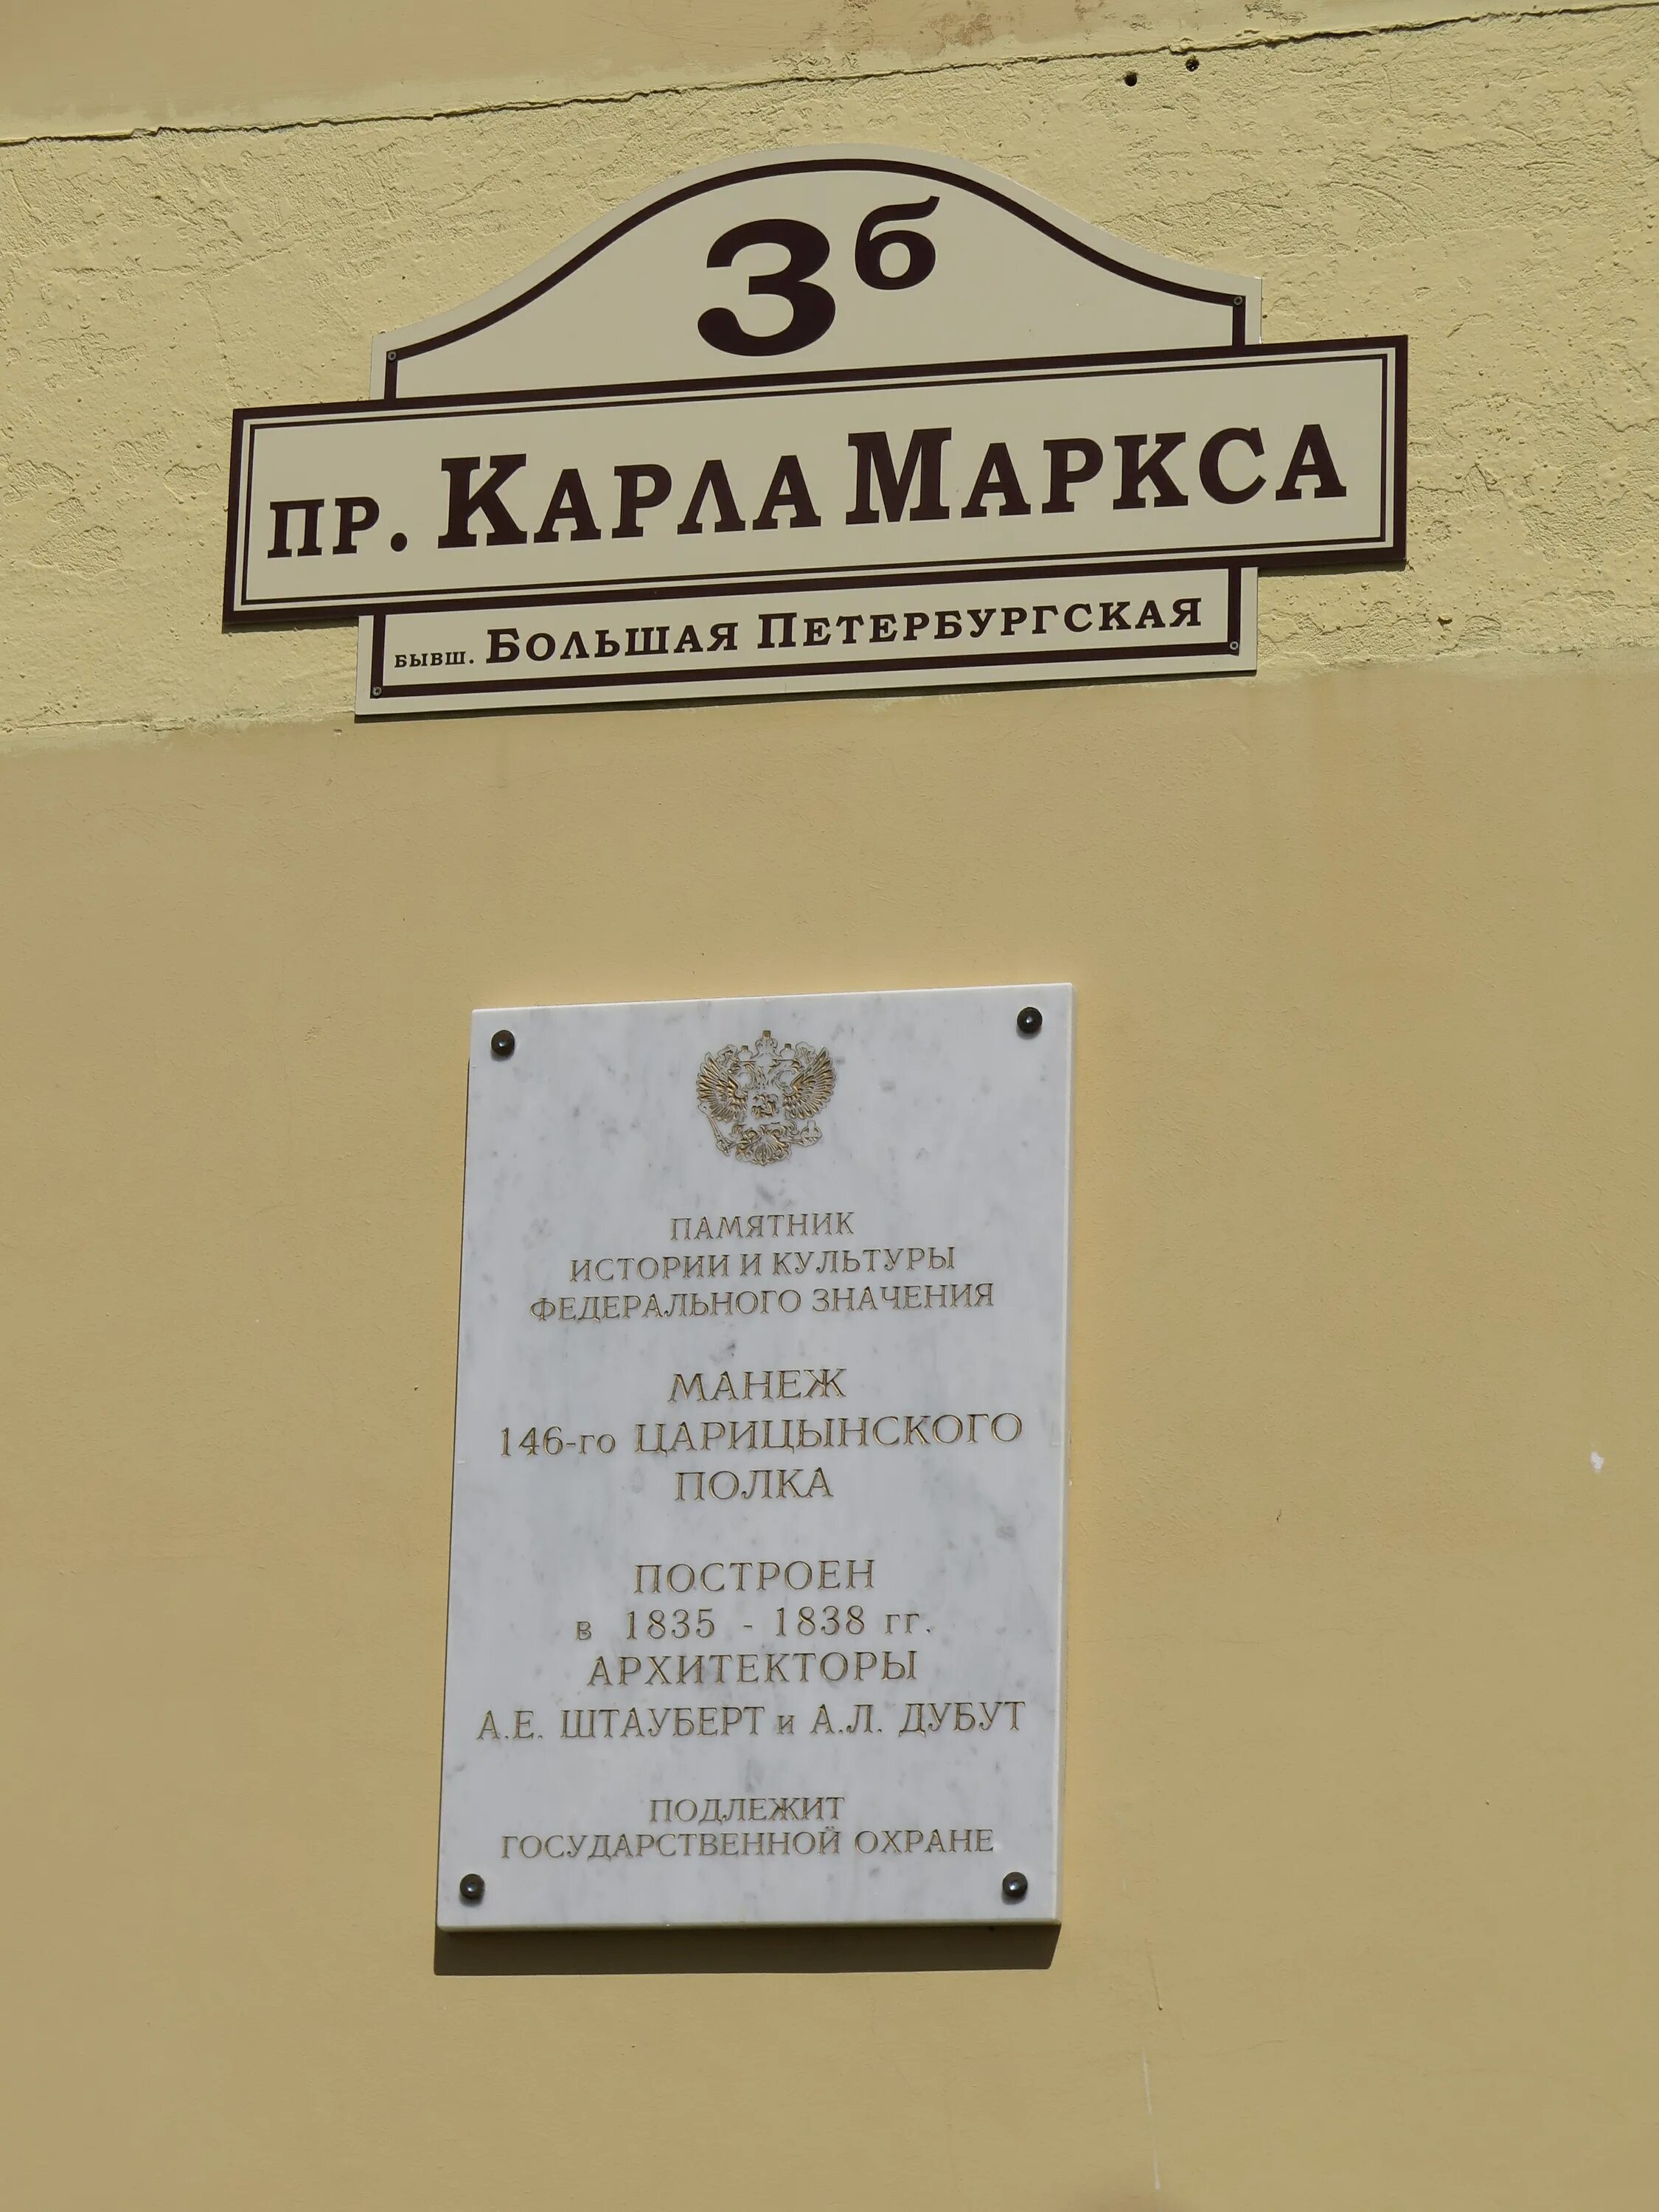 3б
пр. Карла Маркса
бывш. Большая Петербургская
ПАМЯТНИК
ИСТОРИИ И КУЛЬТУРЫ
ФЕДЕРАЛЬНОГО ЗНАЧЕНИЯ
МАНЕЖ
146-го ЦАРИЦЫНСКОГО
ПОЛКА
ПОСТРОЕН
в 1835 - 1838 гг.
АРХИТЕКТОРЫ
А.Е. ШТАУБЕРТ и А.Л. ДУБУТ
ПОДЛЕЖИТ
ГОСУДАРСТВЕННОЙ ОХРАНЕ